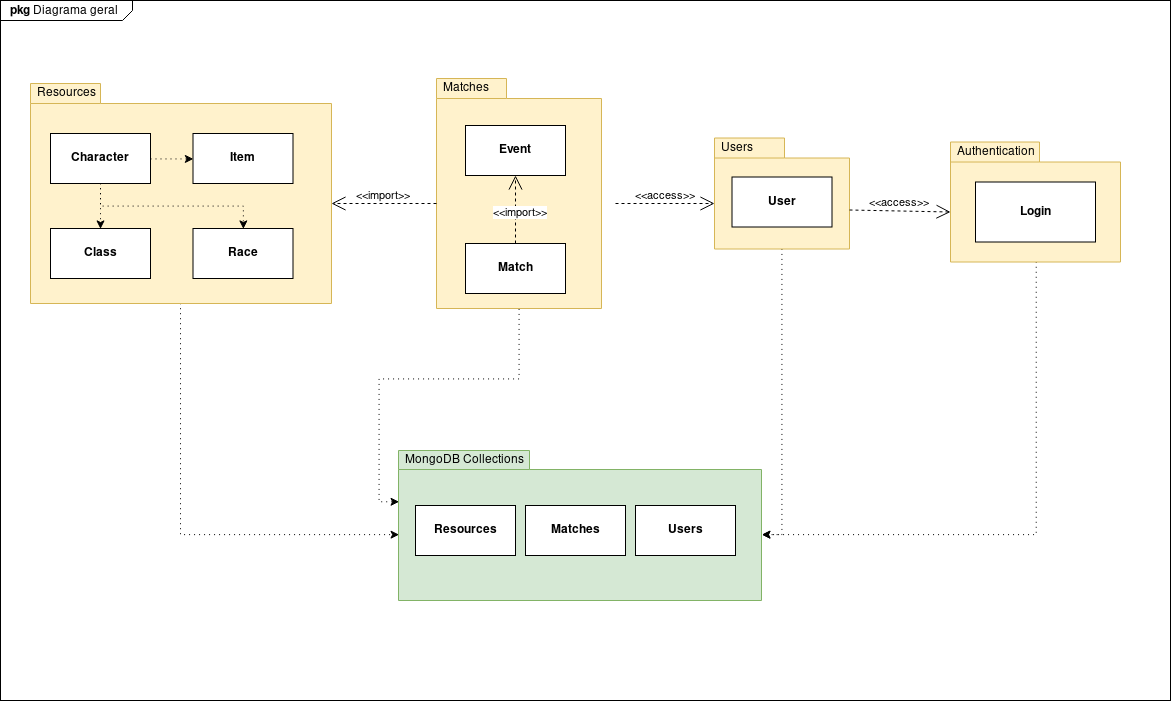 pkg Diagrama geral
Resources
Character
Item
Class
Race
<<import>>
Matches
Event
<<import>>
Match
<<access>>
Users
User
<<access>>
Authentication
Login
MongoDB Collections
Resources
Matches
Users